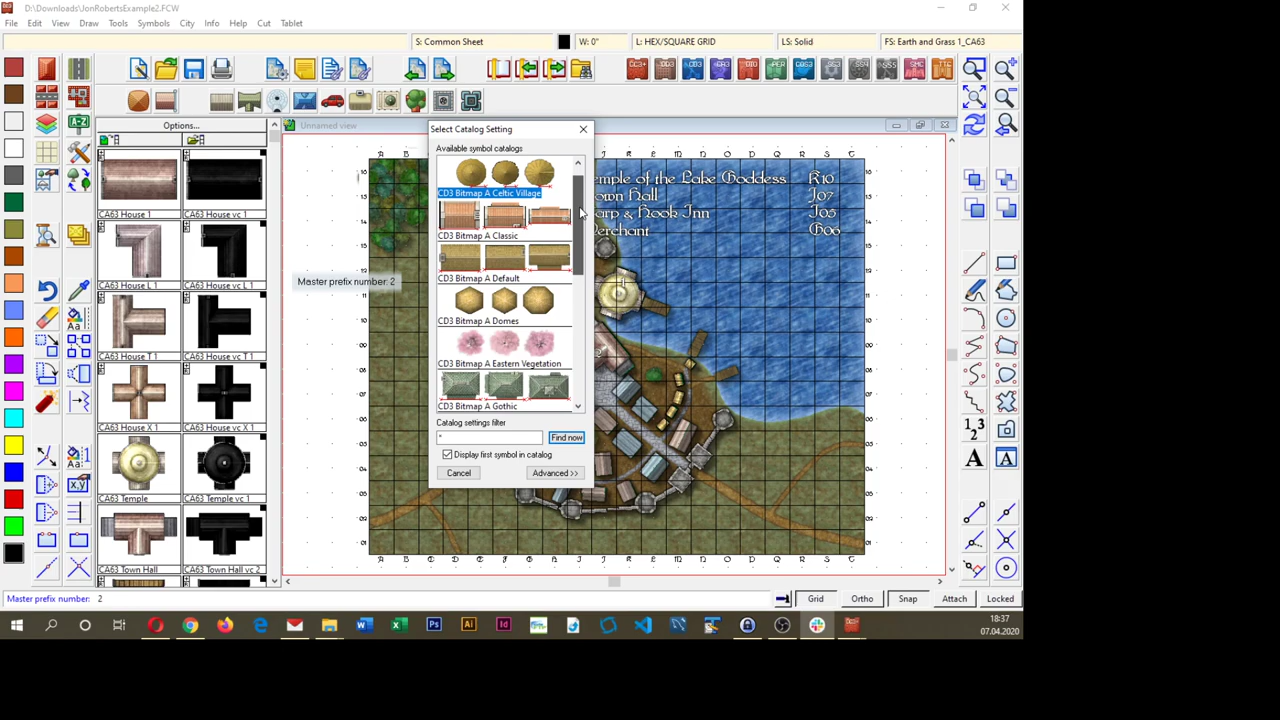 D:\Downloads\JonRobertsExample2.FCW
File Edit View Draw Tools Symbols City Info Cut Tablet
S: Common Sheet W: 0" L: HEX/SQUARE GRID LS: Solid FS: Earth and Grass 1_CA63
Options...
Unnamed view
Select Catalog Setting
Available symbol catalogs
CD3 Bitmap A Celtic Village
CD3 Bitmap A Classic
CD3 Bitmap A Default
CD3 Bitmap A Domes
CD3 Bitmap A Eastern Vegetation
CD3 Bitmap A Gothic
Catalog settings filter
*
Find now
Display first symbol in catalog
Cancel Advanced >>
Master prefix number: 2
emple of the Lake Goddess K10
own Hall J07
arp & Hook Inn J05
erchant G06
CA63 House 1 CA63 House vc 1
CA63 House L 1 CA63 House vc L 1
CA63 House T 1 CA63 House vc T 1
CA63 House X 1 CA63 House vc X 1
CA63 Temple CA63 Temple vc 1
CA63 Town Hall CA63 Town Hall vc 2
Master prefix number: 2
Grid Ortho Snap Attach Locked
18:37
07.04.2020